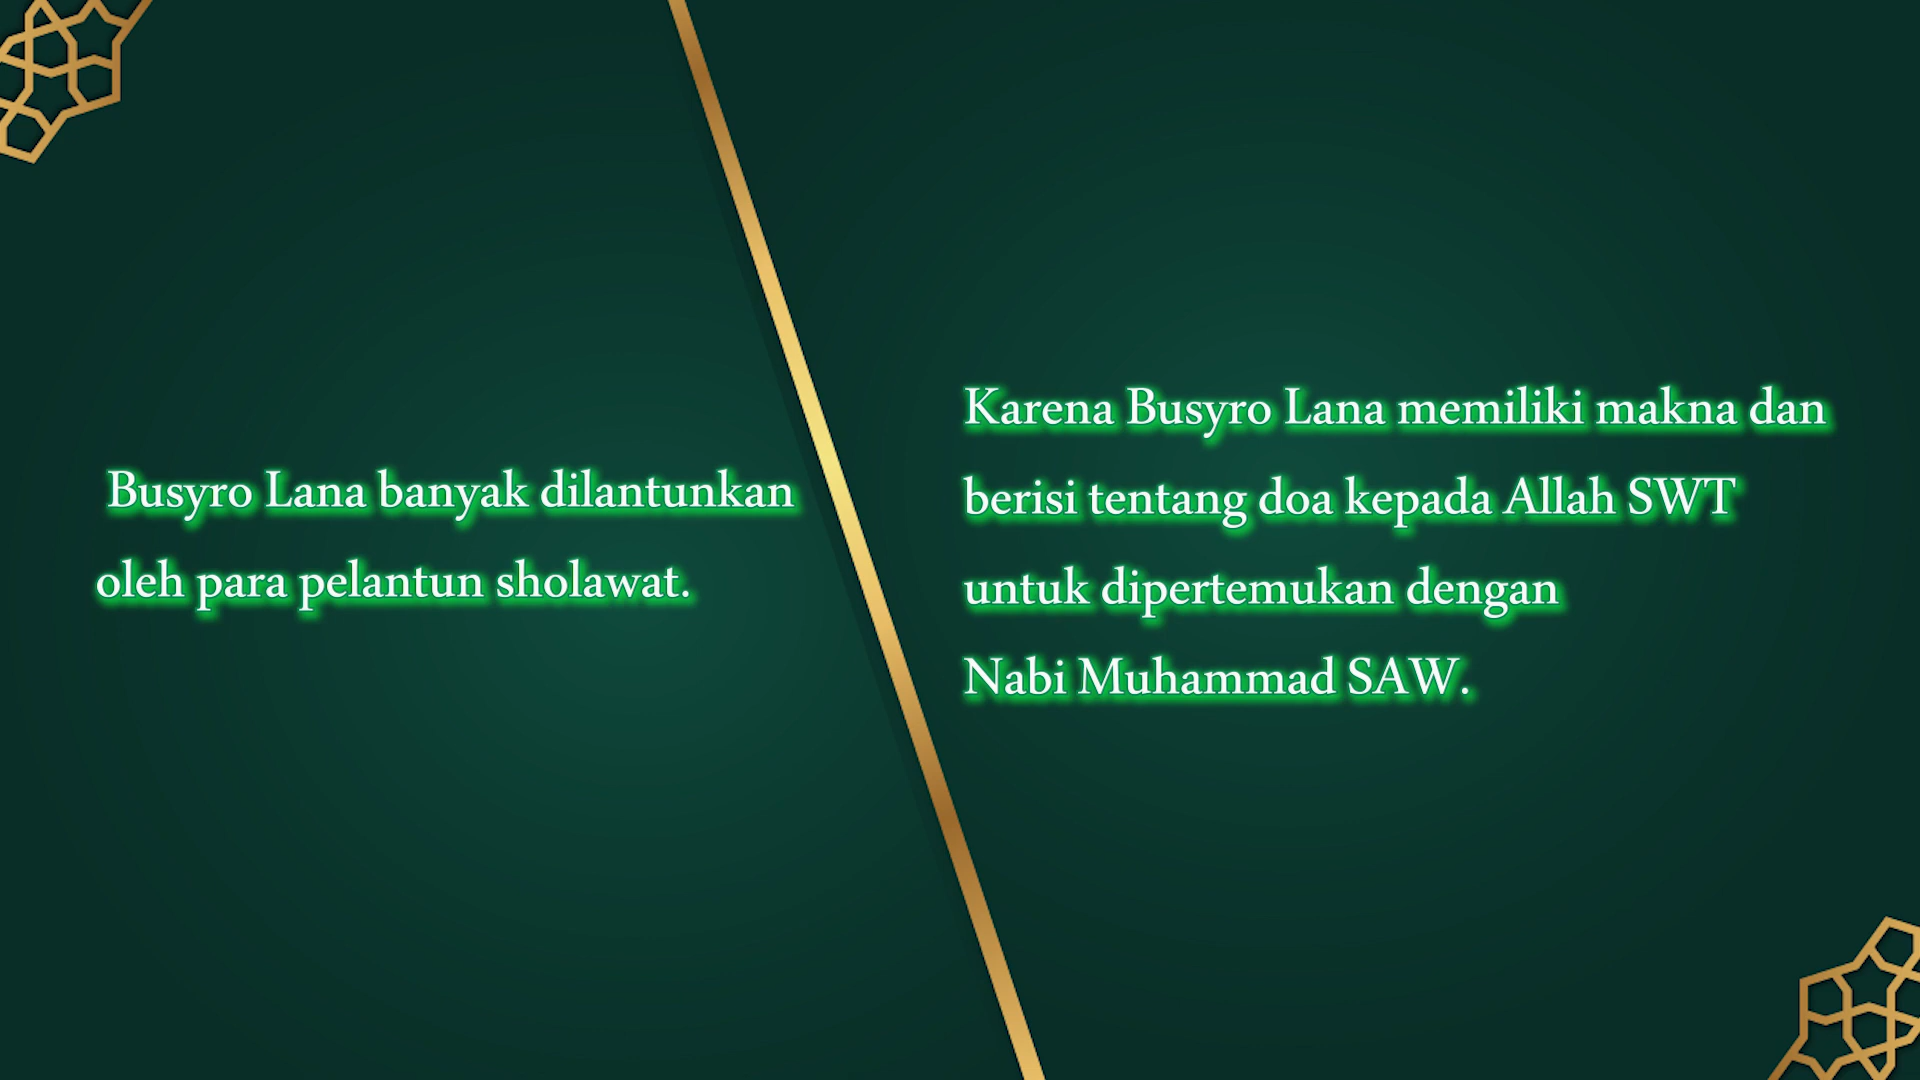 Busyro Lana banyak dilantunkan
oleh para pelantun sholawat.
Karena Busyro Lana memiliki makna dan
berisi tentang doa kepada Allah SWT
untuk dipertemukan dengan
Nabi Muhammad SAW.